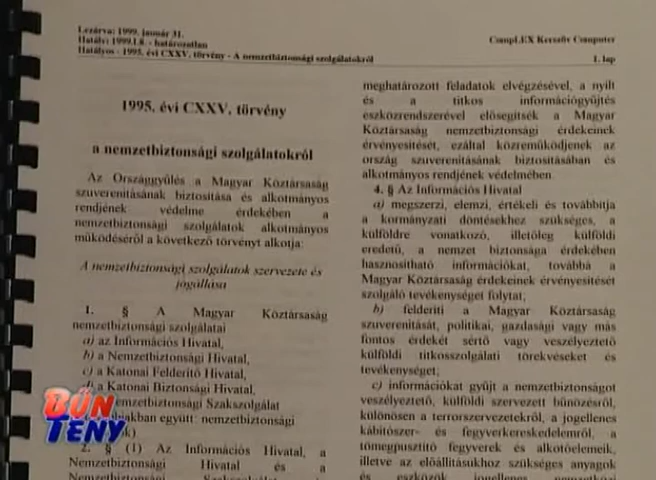 Lezárva: 1999. január 31.
Hatály: 1999.I.8. - határozatlan
Hatályos - 1995. évi CXXV. törvény - A nemzetbiztonsági szolgálatokról
CompLEX Kerszöv Computer
1. lap
1995. évi CXXV. törvény
a nemzetbiztonsági szolgálatokról
Az Országgyűlés a Magyar Köztársaság
szuverenitásának biztosítása és alkotmányos
rendjének védelme érdekében a
nemzetbiztonsági szolgálatok alkotmányos
működéséről a következő törvényt alkotja:
A nemzetbiztonsági szolgálatok szervezete és
jogállása
1. § A Magyar Köztársaság
nemzetbiztonsági szolgálatai
a) az Információs Hivatal,
b) a Nemzetbiztonsági Hivatal,
c) a Katonai Felderítő Hivatal,
d) a Katonai Biztonsági Hivatal,
Szakszolgálat
együtt: nemzetbiztonsági
2. § (1) Az Információs Hivatal, a
Nemzetbiztonsági Hivatal és a
meghatározott feladatok elvégzésével, a nyílt
és a titkos információgyűjtés
eszközrendszerével elősegítsék a Magyar
Köztársaság nemzetbiztonsági érdekeinek
érvényesítését, ezáltal közreműködjenek az
ország szuverenitásának biztosításában és
alkotmányos rendjének védelmében.
4. § Az Információs Hivatal
a) megszerzi, elemzi, értékeli és továbbítja
a kormányzati döntésekhez szükséges, a
külföldre vonatkozó, illetőleg külföldi
eredetű, a nemzet biztonsága érdekében
hasznosítható információkat, továbbá a
Magyar Köztársaság érdekeinek érvényesítését
szolgáló tevékenységet folytat;
b) felderíti a Magyar Köztársaság
szuverenitását, politikai, gazdasági vagy más
fontos érdekét sértő vagy veszélyeztető
külföldi titkosszolgálati törekvéseket és
tevékenységet;
c) információkat gyűjt a nemzetbiztonságot
veszélyeztető, külföldi szervezett bűnözésről,
különösen a terrorszervezetekről, a jogellenes
kábítószer- és fegyverkereskedelemről, a
tömegpusztító fegyverek és alkotóelemeik,
illetve az előállításukhoz szükséges anyagok
és eszközök jogellenes nemzetközi
BŰN
TÉNY